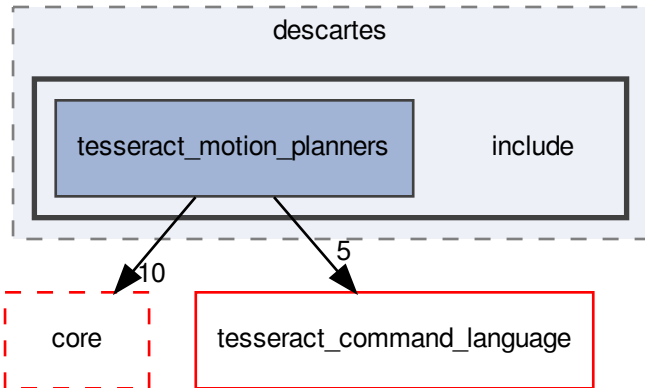 descartes
tesseract_motion_planners
include
10
5
core
tesseract_command_language